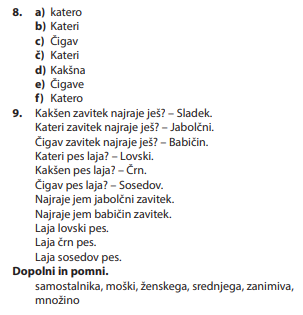 8. a) katero
b) Kateri
c) Čigav
č) Kateri
d) Kakšna
e) Čigave
f) Katero
9. Kakšen zavitek najraje ješ? – Sladek.
Kateri zavitek najraje ješ? – Jabolčni.
Čigav zavitek najraje ješ? – Babičin.
Kateri pes laja? – Lovski.
Kakšen pes laja? – Črn.
Čigav pes laja? – Sosedov.
Najraje jem jabolčni zavitek.
Najraje jem babičin zavitek.
Laja lovski pes.
Laja črn pes.
Laja sosedov pes.
Dopolni in pomni.
samostalnika, moški, ženskega, srednjega, zanimiva,
množino